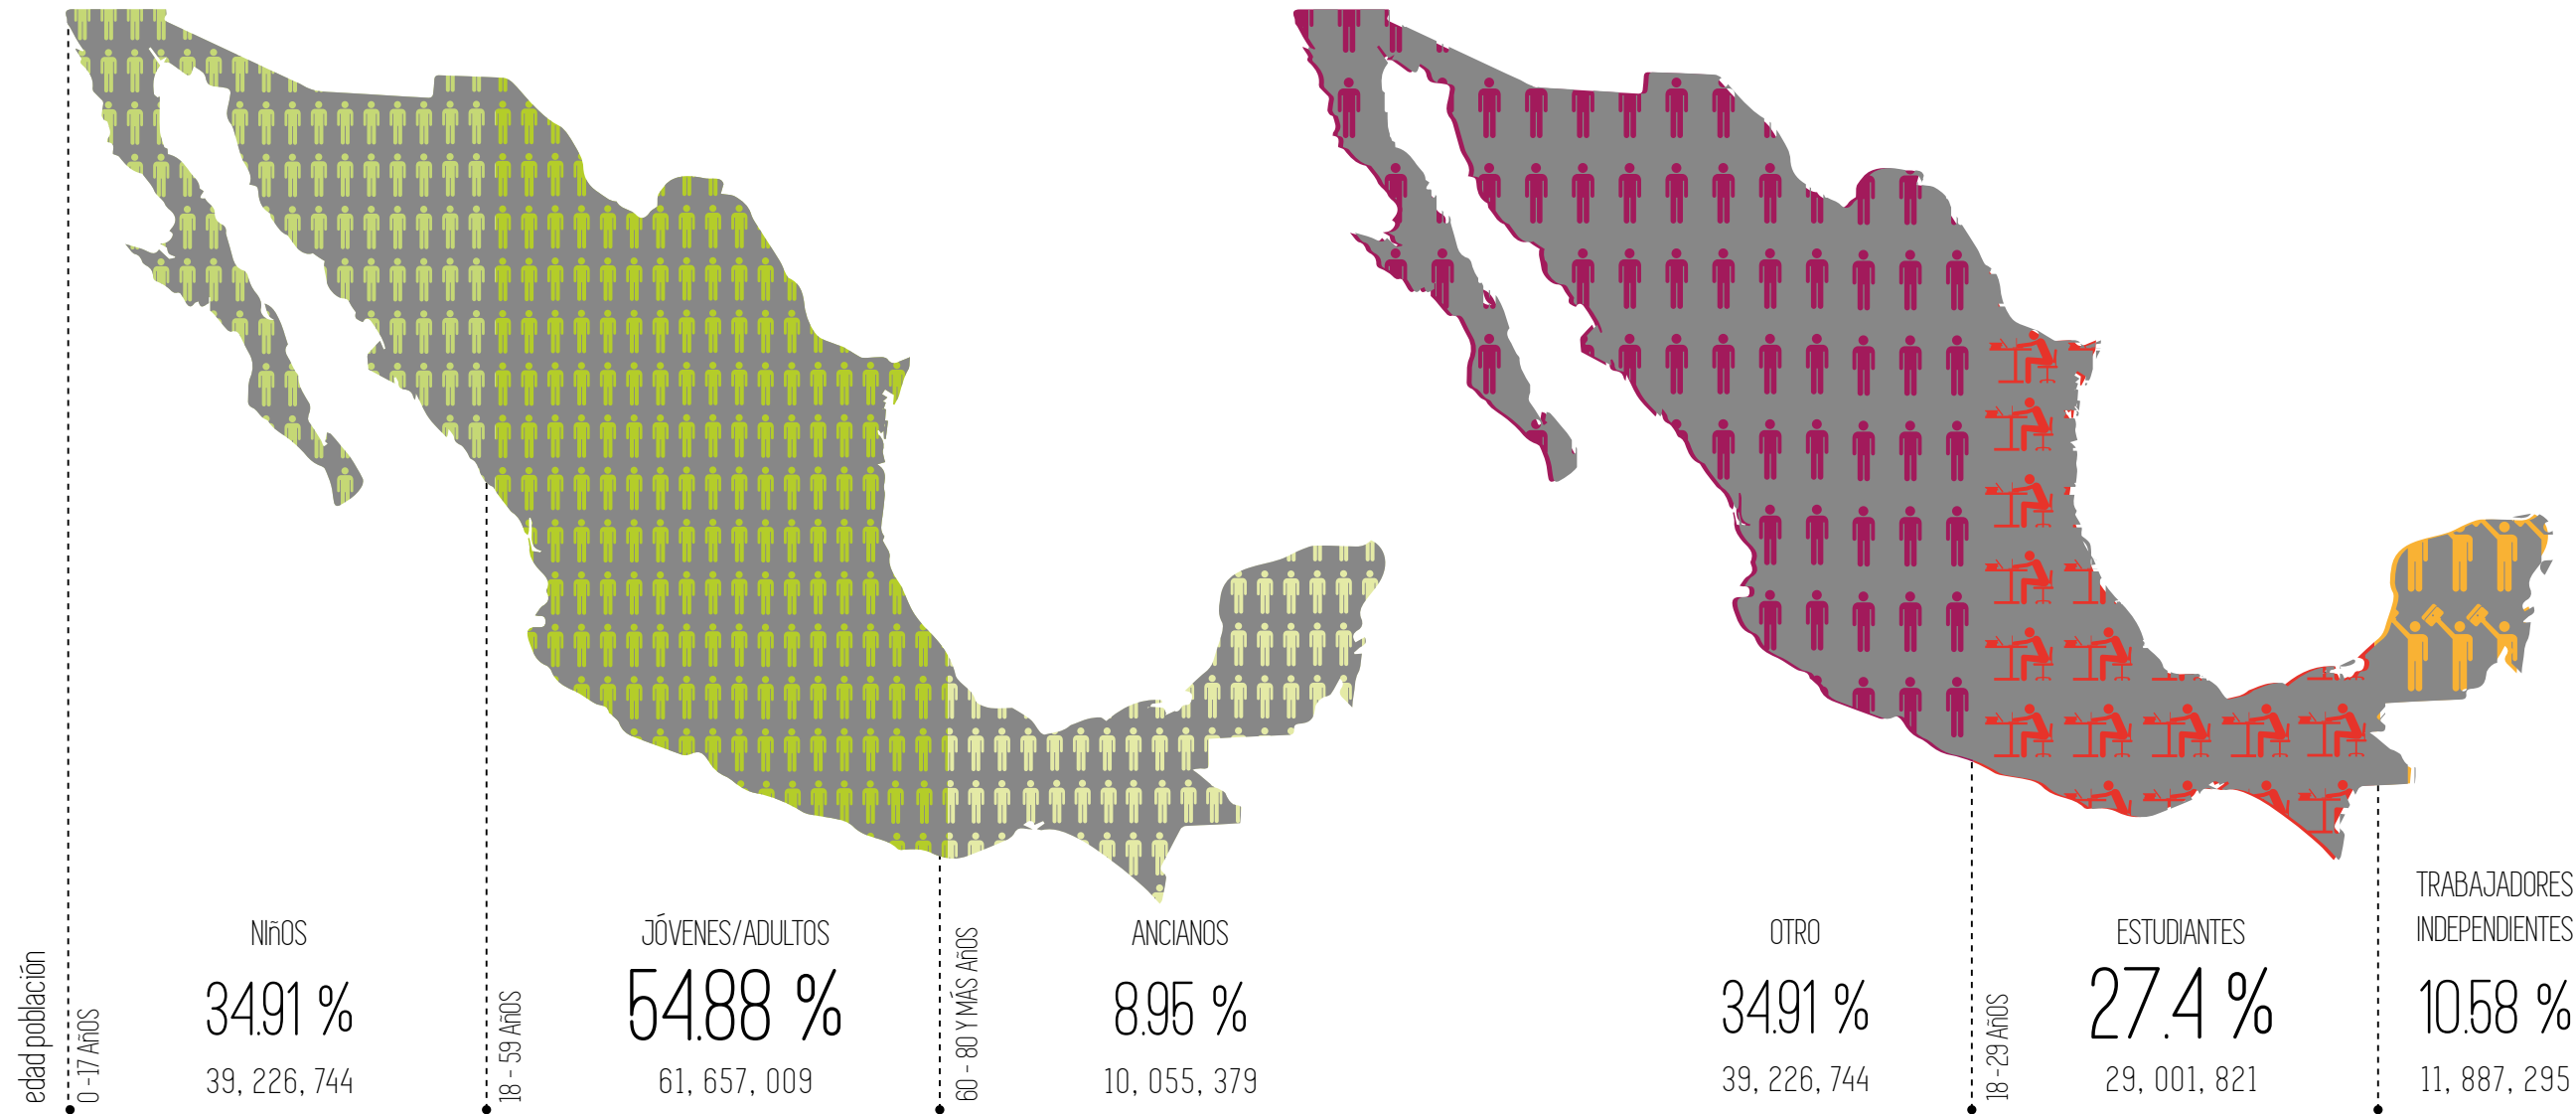 edad población
0 - 17 AñOS
NIñOS
34.91 %
39, 226, 744
18 - 59 AñOS
JÓVENES/ADULTOS
54.88 %
61, 657, 009
60 - 80 Y MÁS AñOS
ANCIANOS
8.95 %
10, 055, 379
OTRO
34.91 %
39, 226, 744
18 - 29 AñOS
ESTUDIANTES
27.4 %
29, 001, 821
TRABAJADORES
INDEPENDIENTES
10.58 %
11, 887, 295